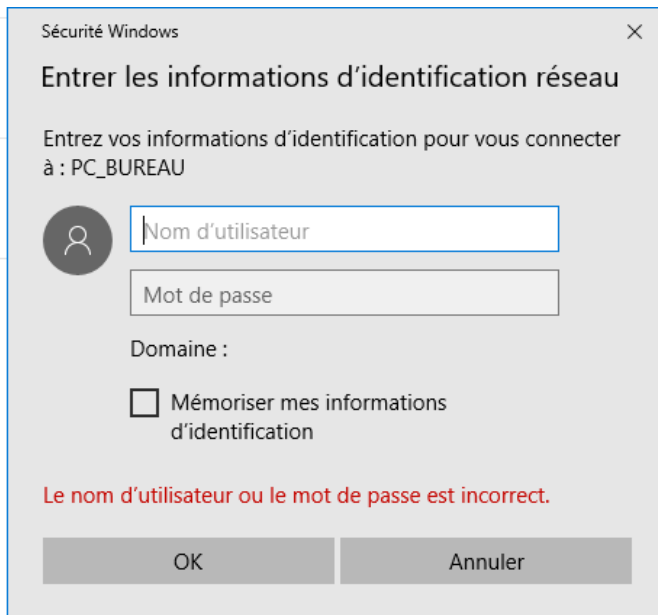 Sécurité Windows
Entrer les informations d’identification réseau
Entrez vos informations d’identification pour vous connecter
à : PC_BUREAU
Nom d’utilisateur
Mot de passe
Domaine :
Mémoriser mes informations
d’identification
Le nom d’utilisateur ou le mot de passe est incorrect.
OK
Annuler